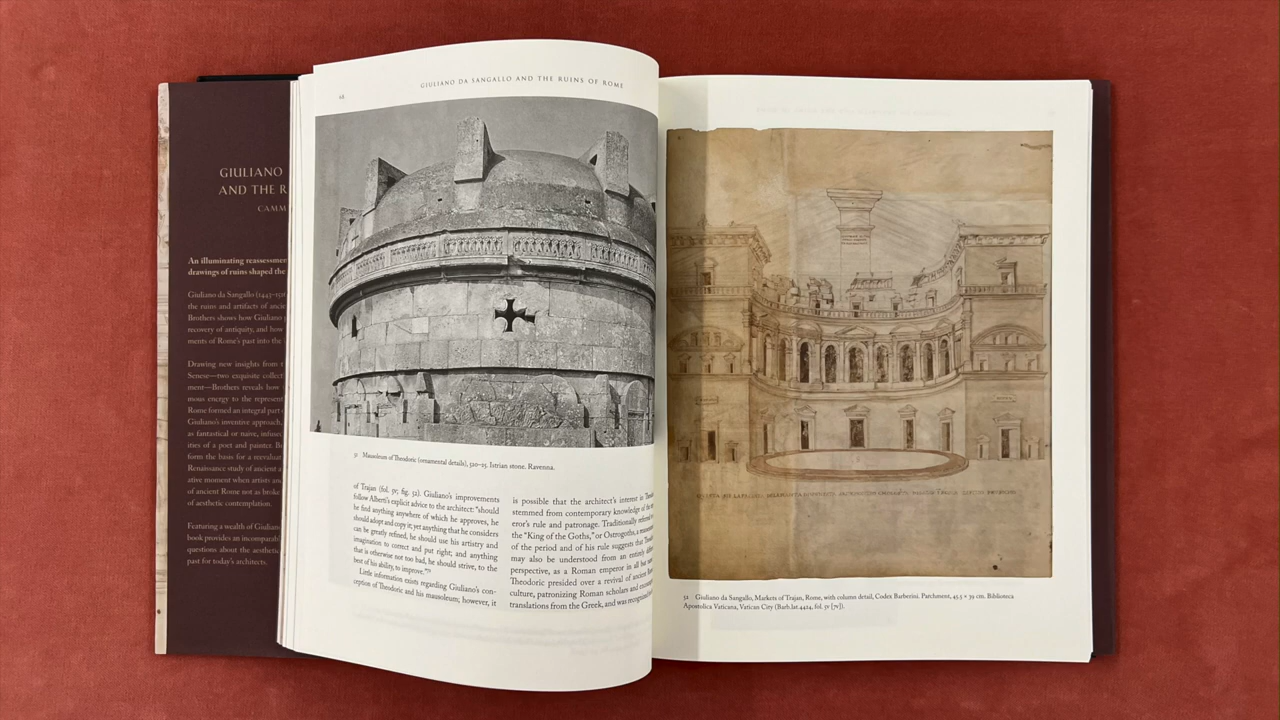 GIULIANO
AND THE R
CAMM
An illuminating reassessme
drawings of ruins shaped the
Giuliano da Sangallo (1443–
the ruins and artifacts of ancie
Brothers shows how Giuliano
recovery of antiquity, and how
ments of Rome's past into the
Drawing new insights from
Senese—two exquisite collec
ment—Brothers reveals how
mous energy to the represent
Rome formed an integral part
Giuliano's inventive approach,
as fantastical or naive, infuse
ities of a poet and painter.
form the basis for a reevalua
Renaissance study of ancient a
ative moment when artists an
of ancient Rome not as broke
of aesthetic contemplation.
Featuring a wealth of Giulian
book provides an incomparab
questions about the aesthetic
past for today's architects.
68
GIULIANO DA SANGALLO AND THE RUINS OF ROME
51 Mausoleum of Theodoric (ornamental details), 520–25. Istrian stone. Ravenna.
of Trajan (fol. 5v; fig. 52). Giuliano's improvements
follow Alberti's explicit advice to the architect: "should
he find anything anywhere of which he approves, he
should adopt and copy it; yet anything that he considers
can be greatly refined, he should use his artistry and
imagination to correct and put right; and anything
that is otherwise not too bad, he should strive, to the
best of his ability, to improve."
Little information exists regarding Giuliano's con-
ception of Theodoric and his mausoleum; however, it
is possible that the architect's interest in
stemmed from contemporary knowledge of the
eror's rule and patronage. Traditionally referred
the "King of the Goths," or Ostrogoths, a
of the period and of his rule suggests that
may also be understood from an entirely
perspective, as a Roman emperor in all but
Theodoric presided over a revival of ancient
culture, patronizing Roman scholars and
translations from the Greek, and was
52 Giuliano da Sangallo, Markets of Trajan, Rome, with column detail, Codex Barberini. Parchment, 45.5 × 39 cm. Biblioteca
Apostolica Vaticana, Vatican City (Barb.lat.4424, fol. 5v [7v]).